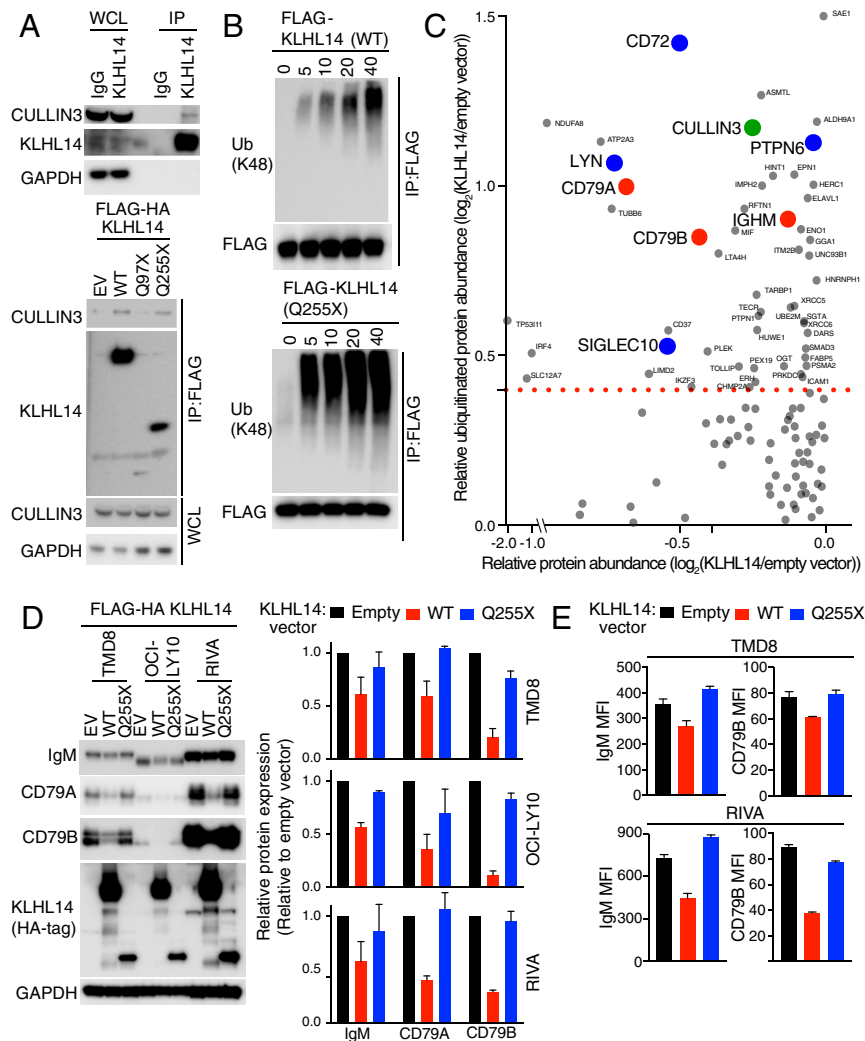 A
WCL IP
IgG KLHL14 IgG KLHL14
CULLIN3
KLHL14
GAPDH
FLAG-HA
KLHL14
EV WT Q97X Q255X
CULLIN3
KLHL14
IP:FLAG
CULLIN3
GAPDH
WCL
B
FLAG-
KLHL14 (WT)
0 5 10 20 40
Ub
(K48)
FLAG
IP:FLAG
FLAG-KLHL14
(Q255X)
0 5 10 20 40
Ub
(K48)
FLAG
IP:FLAG
C
Relative ubiquitinated protein abundance (log2(KLHL14/empty vector))
1.5
1.0
0.5
0.0
SAE1
CD72
ASMTL
NDUFA8
CULLIN3
ALDH9A1
ATP2A3
PTPN6
LYN
HINT1
EPN1
CD79A
IMPH2
HERC1
ELAVL1
TUBB6
RFTN1
IGHM
CD79B
MIF
ENO1
GGA1
LTA4H
ITM2B
UNC93B1
HNRNPH1
TARBP1
TECR
XRCC5
PTPN1
UBE2M
SGTA
TP53I11
CD37
XRCC6
HUWE1
DARS
SIGLEC10
IRF4
PLEK
SMAD3
PEX19
OGT
FABP5
TOLLIP
PSMA2
LIMD2
SLC12A7
ERH
PRKDC
IKZF3
CHMP2A
ICAM1
-2.0 -1.0 -0.5 0.0
Relative protein abundance (log2(KLHL14/empty vector))
D
FLAG-HA KLHL14
TMD8 OCI-LY10 RIVA
EV WT Q255X EV WT Q255X EV WT Q255X
IgM
CD79A
CD79B
KLHL14
(HA-tag)
GAPDH
KLHL14: Empty WT Q255X
vector
Relative protein expression
(Relative to empty vector)
1.0
0.5
0.0
TMD8
1.0
0.5
0.0
OCI-LY10
1.0
0.5
0.0
RIVA
IgM CD79A CD79B
E
KLHL14: Empty WT Q255X
vector
TMD8
IgM MFI
500
400
300
200
100
0
CD79B MFI
100
80
60
40
20
0
RIVA
IgM MFI
900
600
300
0
CD79B MFI
100
80
60
40
20
0